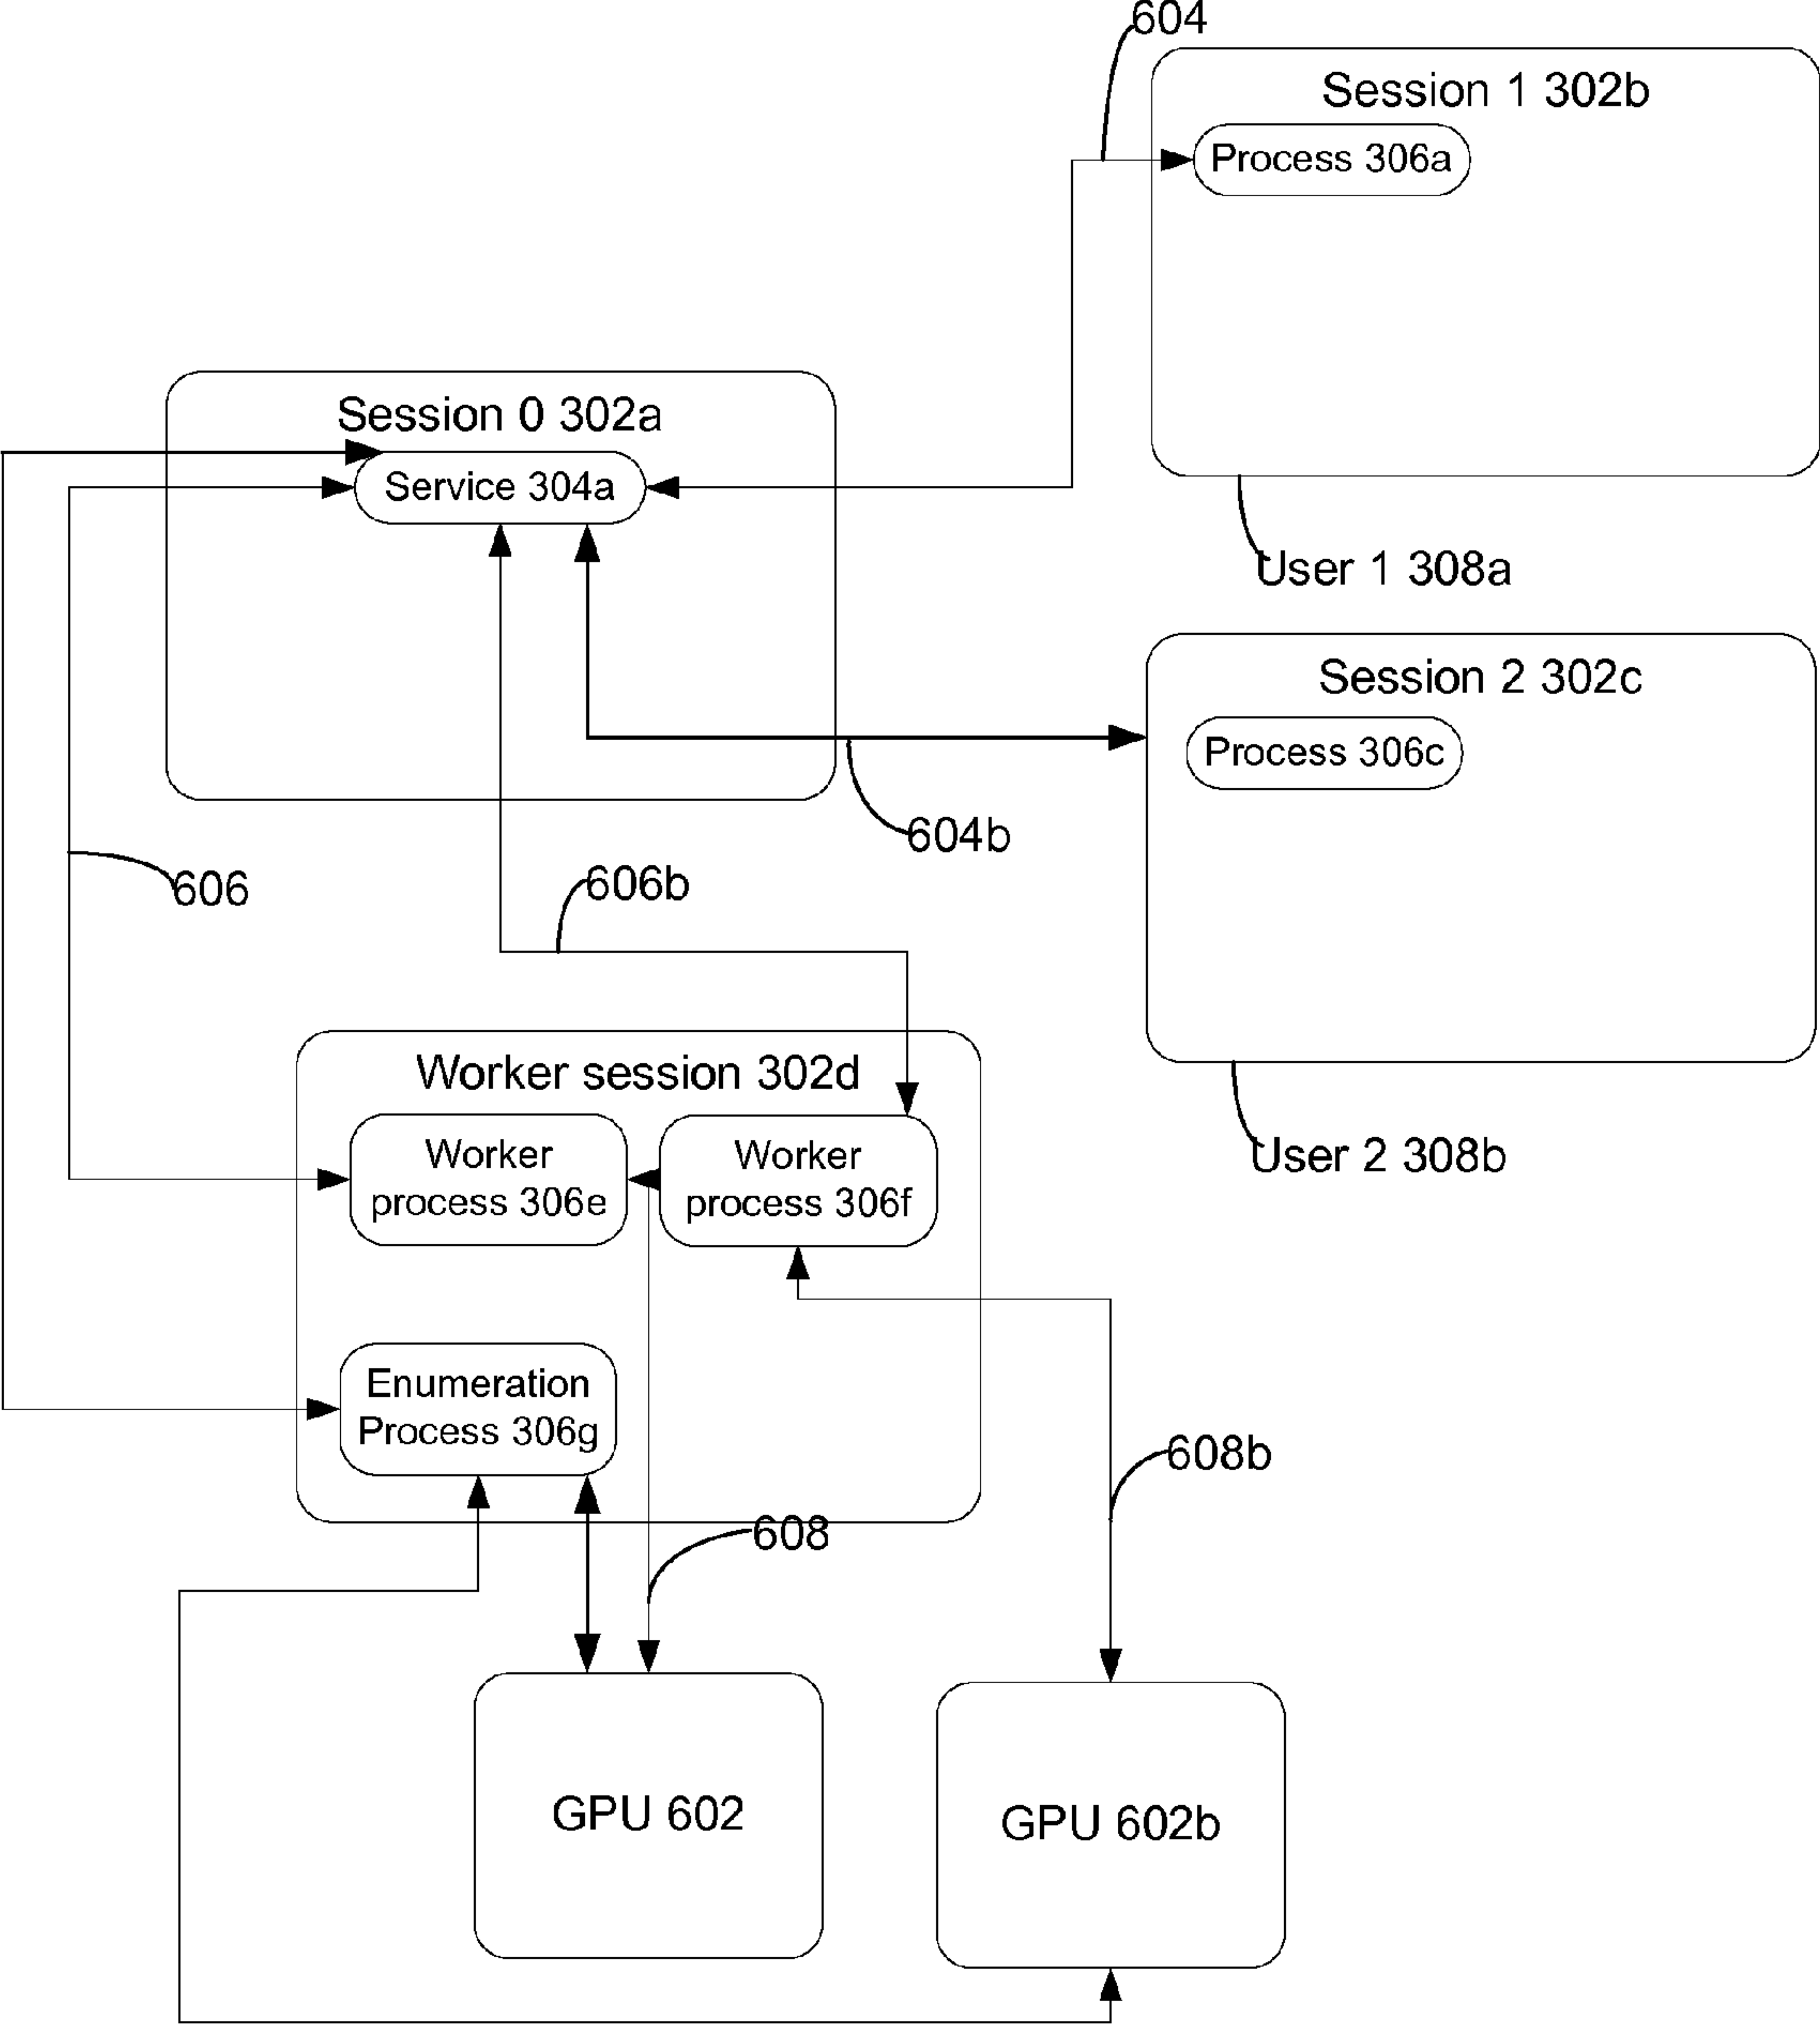 604
Session 1 302b
Process 306a
Session 0 302a
Service 304a
User 1 308a
Session 2 302c
Process 306c
604b
606
606b
Worker session 302d
User 2 308b
Worker
process 306e
Worker
process 306f
Enumeration
Process 306g
608b
608
GPU 602
GPU 602b